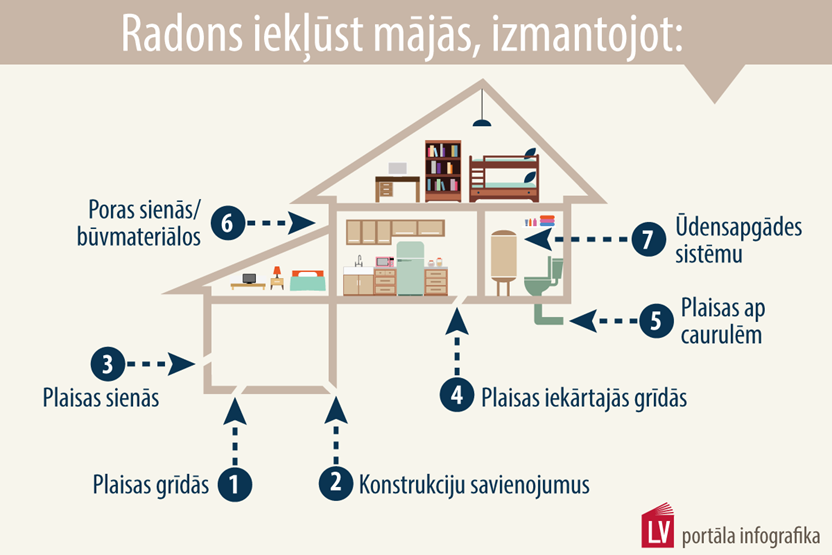 Radons iekļūst mājās, izmantojot:
Poras sienās/
būvmateriālos
6
7
Ūdensapgādes
sistēmu
5
Plaisas ap
caurulēm
3
Plaisas sienās
4
Plaisas iekārtajās grīdās
Plaisas grīdās
1
2
Konstrukciju savienojumus
LV
portāla infografika